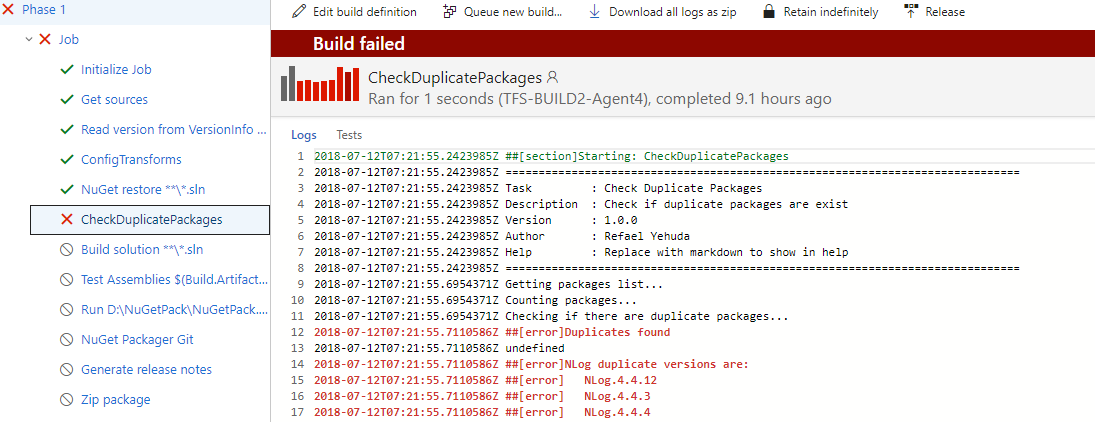 Phase 1
Job
Initialize Job
Get sources
Read version from VersionInfo ...
ConfigTransforms
NuGet restore **\*.sln
CheckDuplicatePackages
Build solution **\*.sln
Test Assemblies $(Build.Artifact...
Run D:\NuGetPack\NuGetPack....
NuGet Packager Git
Generate release notes
Zip package
Edit build definition
Queue new build...
Download all logs as zip
Retain indefinitely
Release
Build failed
CheckDuplicatePackages
Ran for 1 seconds (TFS-BUILD2-Agent4), completed 9.1 hours ago
Logs Tests
1 2018-07-12T07:21:55.2423985Z ##[section]Starting: CheckDuplicatePackages
2 2018-07-12T07:21:55.2423985Z ==============================================================================
3 2018-07-12T07:21:55.2423985Z Task         : Check Duplicate Packages
4 2018-07-12T07:21:55.2423985Z Description  : Check if duplicate packages are exist
5 2018-07-12T07:21:55.2423985Z Version      : 1.0.0
6 2018-07-12T07:21:55.2423985Z Author       : Refael Yehuda
7 2018-07-12T07:21:55.2423985Z Help         : Replace with markdown to show in help
8 2018-07-12T07:21:55.2423985Z ==============================================================================
9 2018-07-12T07:21:55.6954371Z Getting packages list...
10 2018-07-12T07:21:55.6954371Z Counting packages...
11 2018-07-12T07:21:55.6954371Z Checking if there are duplicate packages...
12 2018-07-12T07:21:55.7110586Z ##[error]Duplicates found
13 2018-07-12T07:21:55.7110586Z undefined
14 2018-07-12T07:21:55.7110586Z ##[error]NLog duplicate versions are:
15 2018-07-12T07:21:55.7110586Z ##[error]   NLog.4.4.12
16 2018-07-12T07:21:55.7110586Z ##[error]   NLog.4.4.3
17 2018-07-12T07:21:55.7110586Z ##[error]   NLog.4.4.4